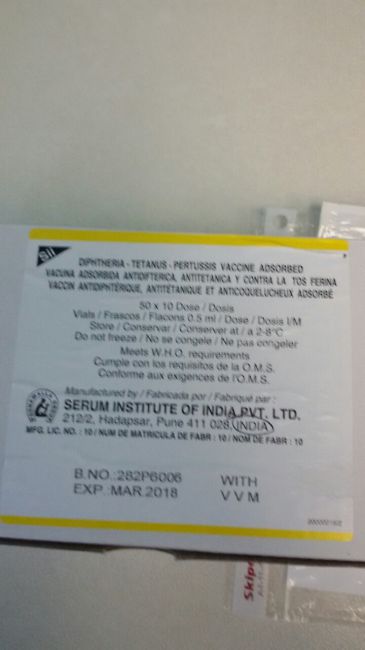 sii
DIPHTHERIA - TETANUS - PERTUSSIS VACCINE ADSORBED
VACUNA ADSORBIDA ANTIDIFTERICA, ANTITETANICA Y CONTRA LA TOS FERINA
VACCIN ANTIDIPHTÉRIQUE, ANTITÉTANIQUE ET ANTICOQUELUCHEUX ADSORBÉ
50 x 10 Dose / Dosis
Vials / Frascos / Flacons 0.5 ml / Dose / Dosis I/M
Store / Conservar / Conserver at / a 2-8°C
Do not freeze / No se congele / Ne pas congeler
Meets W.H.O. requirements
Cumple con los requisitos de la O.M.S.
Conforme aux exigences de l'O.M.S.
Manufactured by / Fabricada por / Fabriqué par :
SERUM INSTITUTE OF INDIA PVT. LTD.
212/2, Hadapsar, Pune 411 028, INDIA
MFG. LIC. NO. : 10 / NUM DE MATRICULA DE FABR : 10 / NOM DE FABR : 10
B.NO.:282P6006 WITH
EXP.:MAR.2018 V V M
Skip